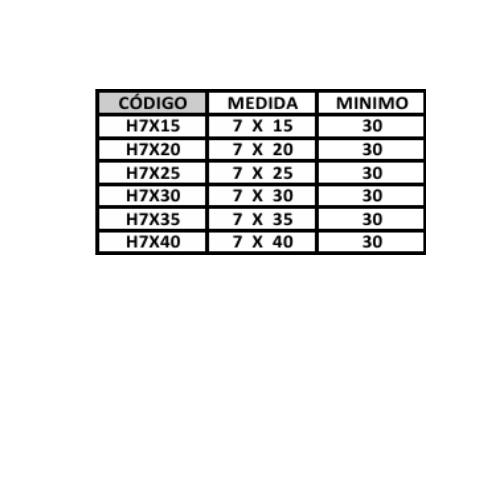 CÓDIGO MEDIDA MINIMO
H7X15 7 X 15 30
H7X20 7 X 20 30
H7X25 7 X 25 30
H7X30 7 X 30 30
H7X35 7 X 35 30
H7X40 7 X 40 30